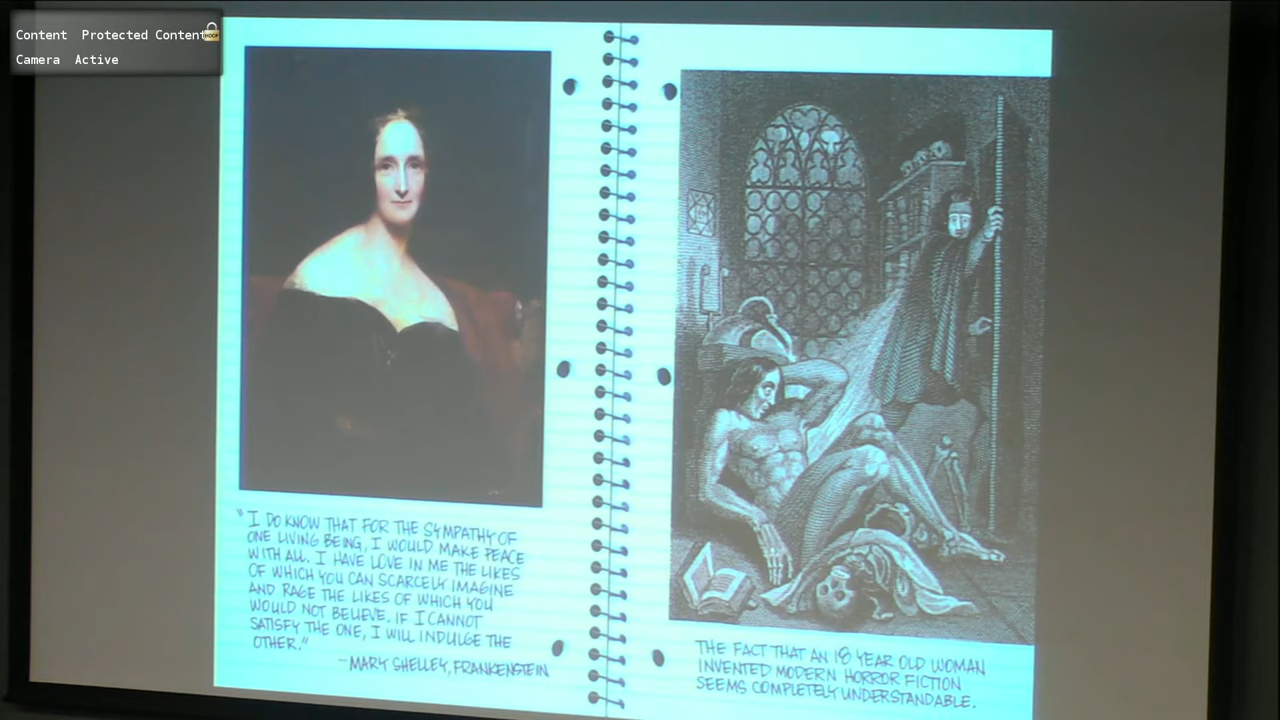 Content Protected Content
Camera Active
"I DO KNOW THAT FOR THE SYMPATHY OF
ONE LIVING BEING, I WOULD MAKE PEACE
WITH ALL. I HAVE LOVE IN ME THE LIKES
OF WHICH YOU CAN SCARCELY IMAGINE
AND RAGE THE LIKES OF WHICH YOU
WOULD NOT BELIEVE. IF I CANNOT
SATISFY THE ONE, I WILL INDULGE THE
OTHER."
-MARY SHELLEY, FRANKENSTEIN
THE FACT THAT AN 18 YEAR OLD WOMAN
INVENTED MODERN HORROR FICTION
SEEMS COMPLETELY UNDERSTANDABLE.